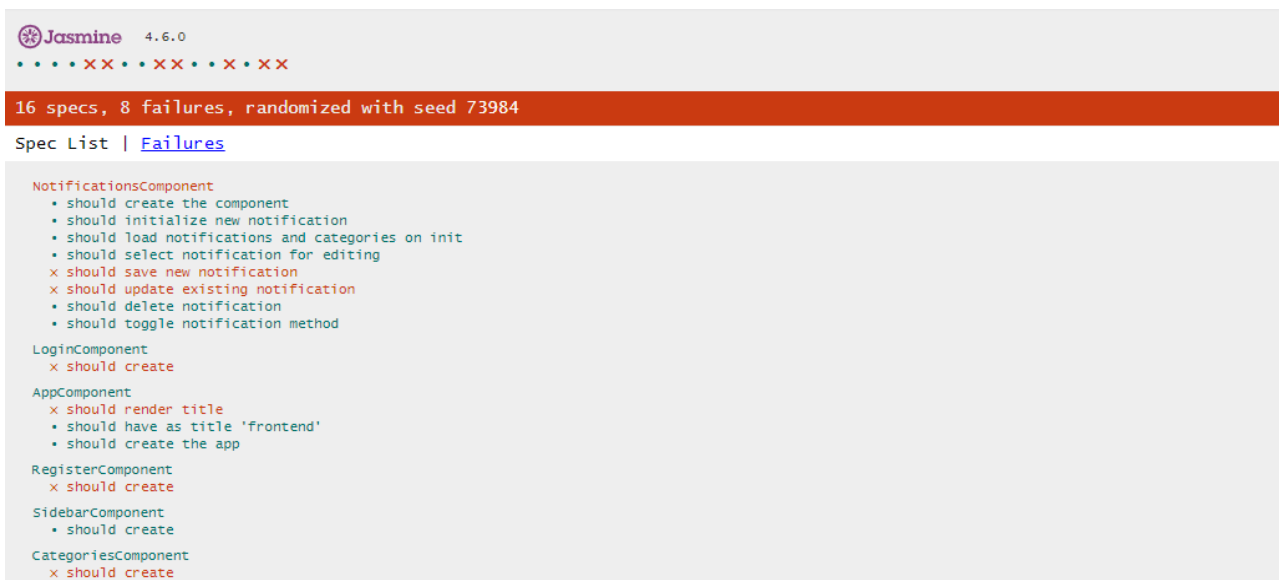 Jasmine 4.6.0
• • • • × × • • × × • • × • × ×
16 specs, 8 failures, randomized with seed 73984
Spec List | Failures
NotificationsComponent
• should create the component
• should initialize new notification
• should load notifications and categories on init
• should select notification for editing
× should save new notification
× should update existing notification
• should delete notification
• should toggle notification method
LoginComponent
× should create
AppComponent
× should render title
• should have as title 'frontend'
• should create the app
RegisterComponent
× should create
SidebarComponent
• should create
CategoriesComponent
× should create